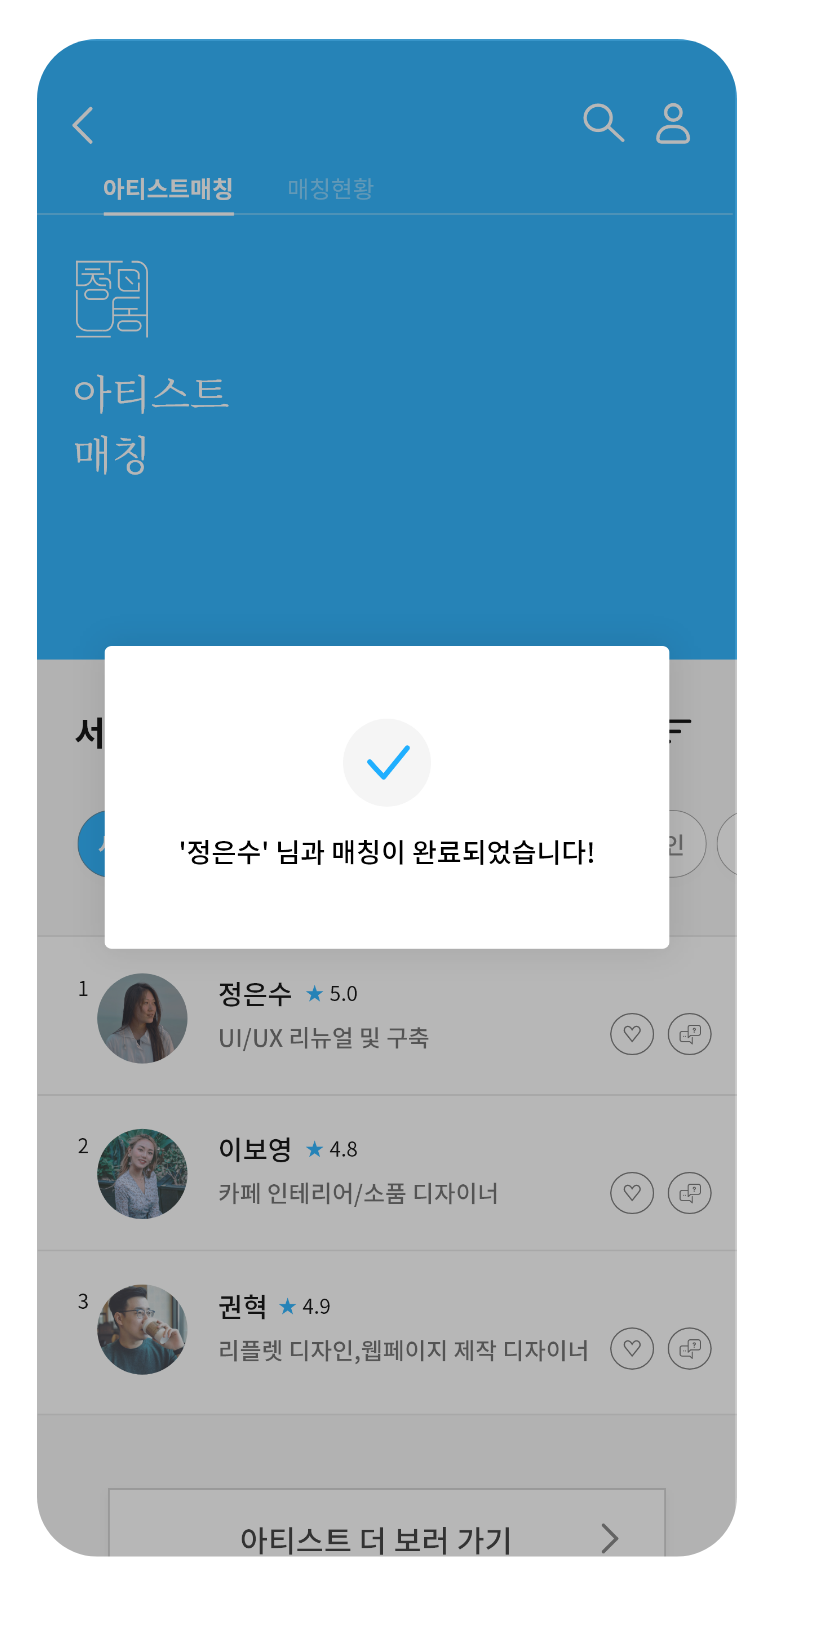 아티스트매칭 매칭현황
청년
농
아티스트
매칭
세
'정은수' 님과 매칭이 완료되었습니다!
인
1 정은수 ★ 5.0
UI/UX 리뉴얼 및 구축
2 이보영 ★ 4.8
카페 인테리어/소품 디자이너
3 권혁 ★ 4.9
리플렛 디자인,웹페이지 제작 디자이너
아티스트 더 보러 가기